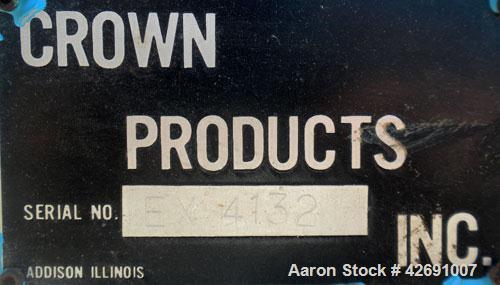 CROWN
PRODUCTS
SERIAL NO. EX 4132
INC.
ADDISON ILLINOIS
Aaron Stock # 42691007